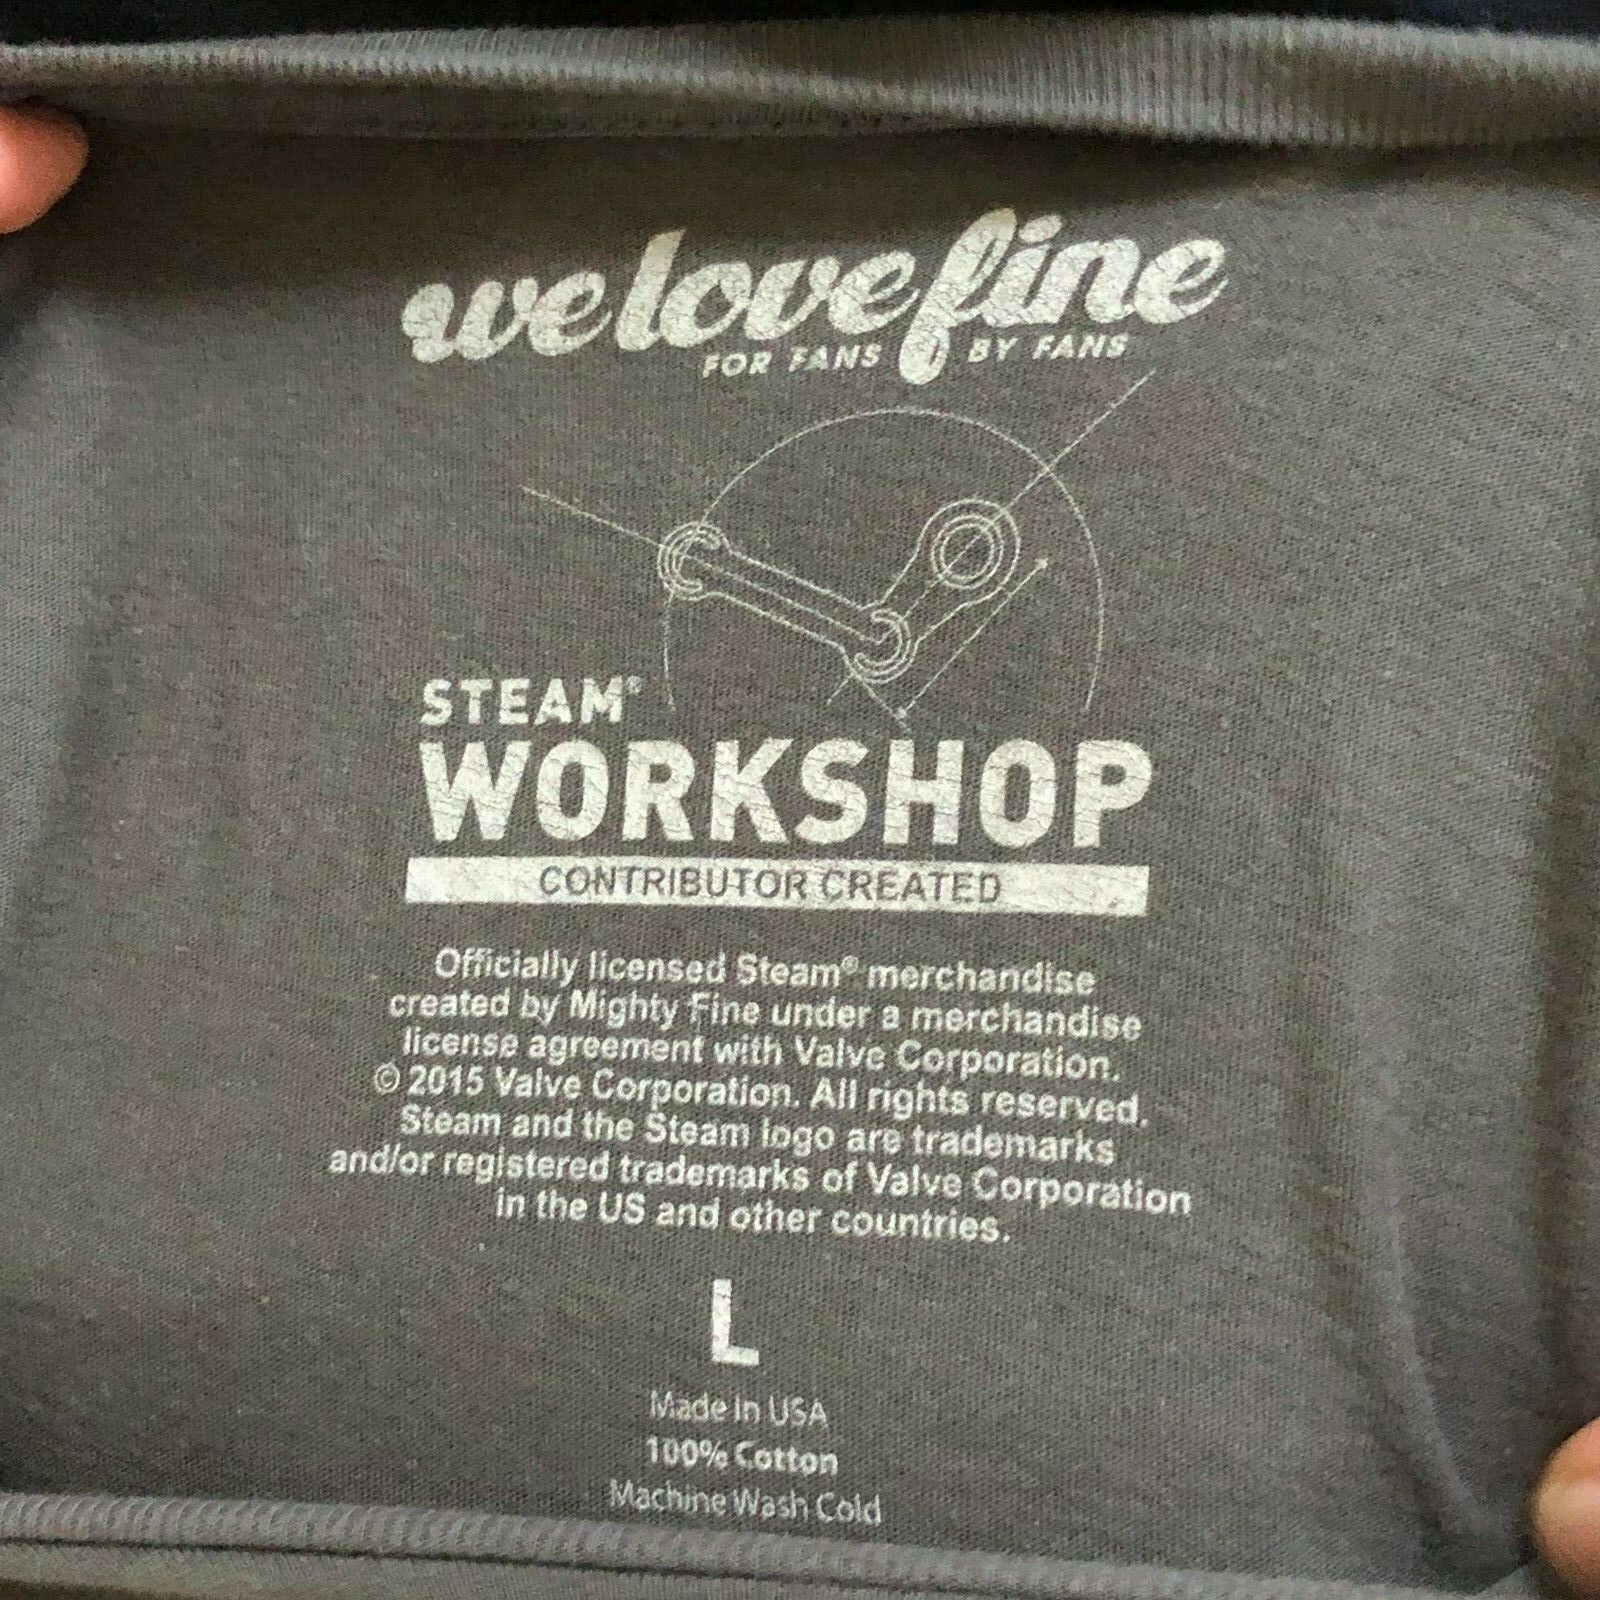 welovefine
FOR FANS BY FANS
STEAM®
WORKSHOP
CONTRIBUTOR CREATED
Officially licensed Steam® merchandise
created by Mighty Fine under a merchandise
license agreement with Valve Corporation.
© 2015 Valve Corporation. All rights reserved.
Steam and the Steam logo are trademarks
and/or registered trademarks of Valve Corporation
in the US and other countries.
L
Made in USA
100% Cotton
Machine Wash Cold